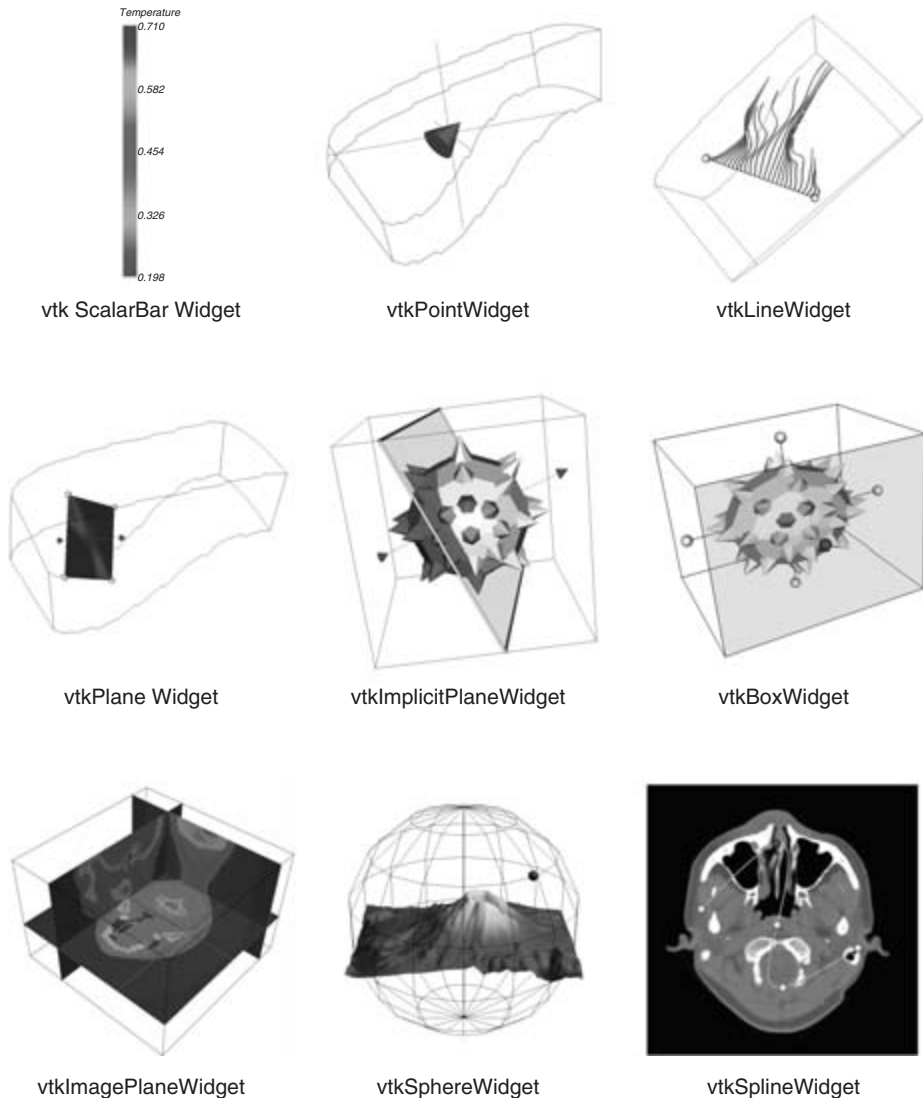 Temperature
0.710
0.582
0.454
0.326
0.198
vtk ScalarBar Widget
vtkPointWidget
vtkLineWidget
vtkPlane Widget
vtkImplicitPlaneWidget
vtkBoxWidget
vtkImagePlaneWidget
vtkSphereWidget
vtkSplineWidget